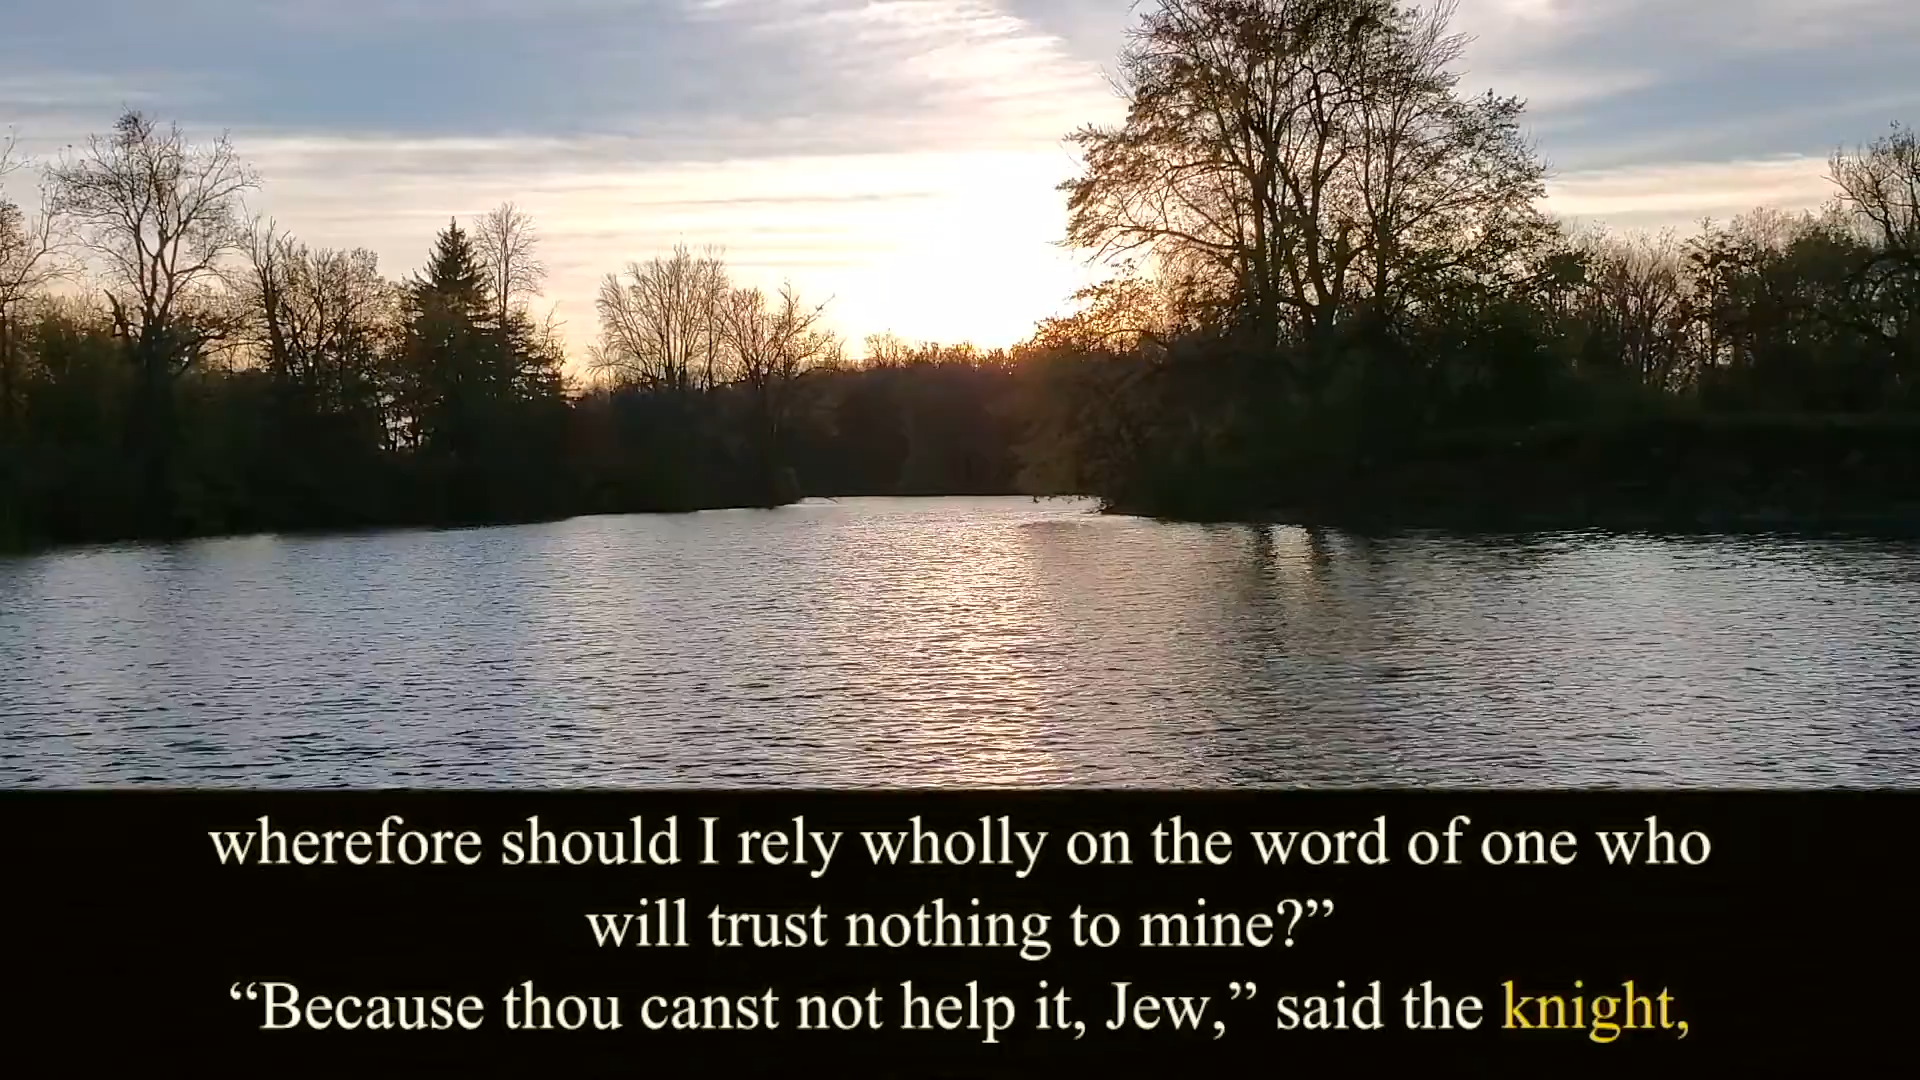 wherefore should I rely wholly on the word of one who
will trust nothing to mine?”
“Because thou canst not help it, Jew,” said the knight,